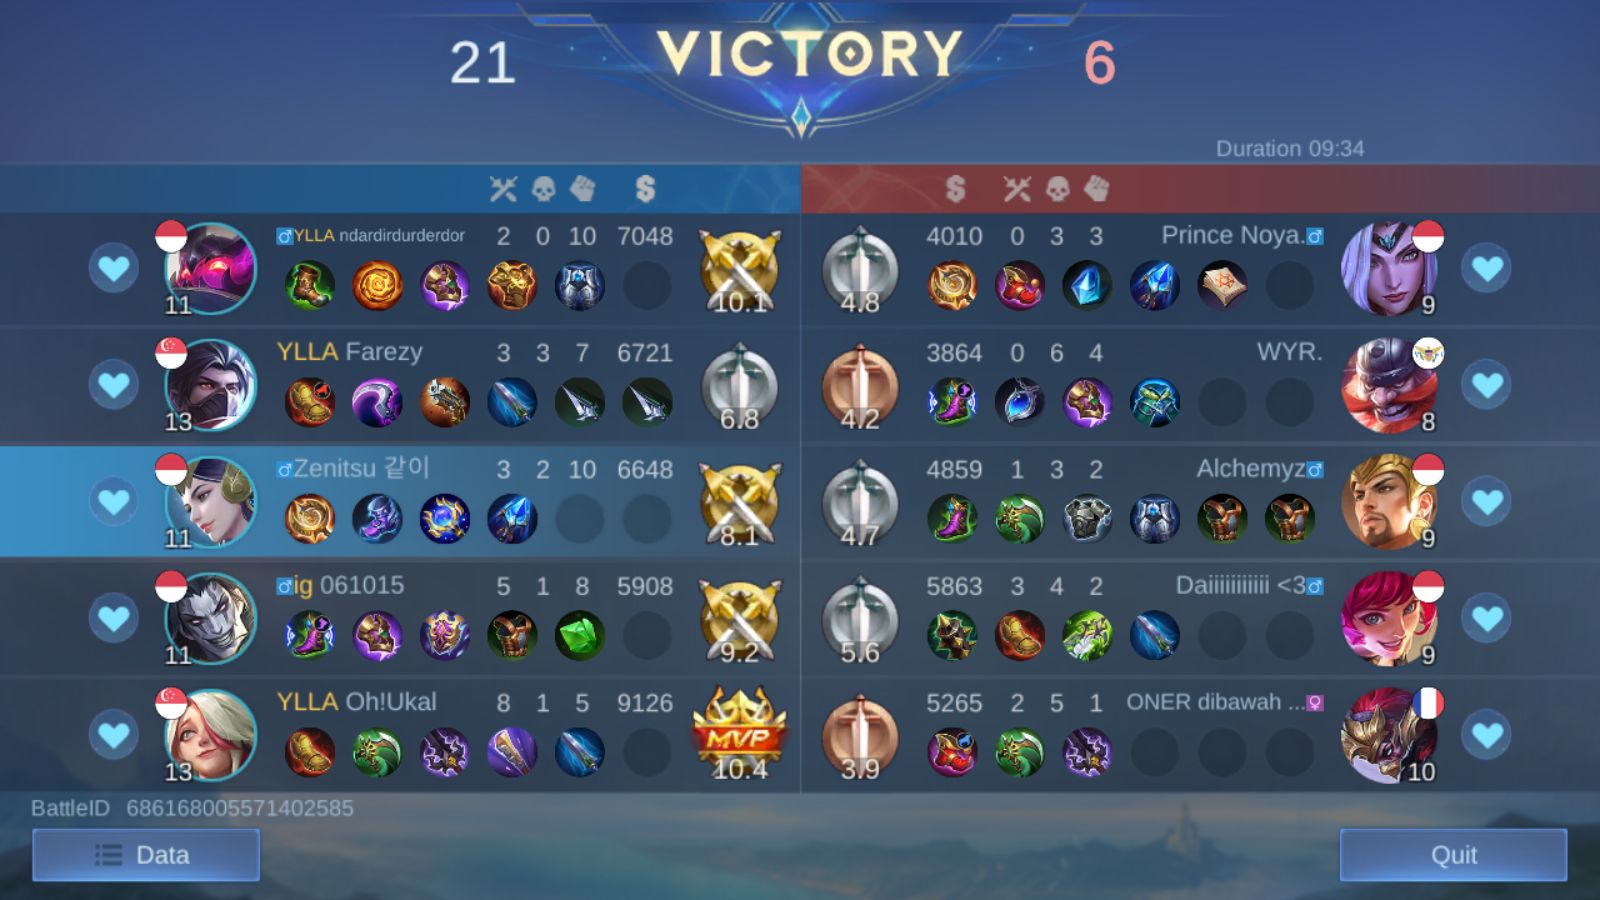 21 VICTORY 6
Duration 09:34
YLLA ndardirdurderdor 2 0 10 7048
11 10.1
4010 0 3 3 Prince Noya.
4.8 9
YLLA Farezy 3 3 7 6721
13 6.8
3864 0 6 4 WYR.
4.2 8
Zenitsu 같이 3 2 10 6648
11 8.1
4859 1 3 2 Alchemyz
4.7 9
ig 061015 5 1 8 5908
11 9.2
5863 3 4 2 Daiiiiiiiiiii <3
5.6 9
YLLA Oh!Ukal 8 1 5 9126
MVP
13 10.4
5265 2 5 1 ONER dibawah ...
3.9 10
BattleID 686168005571402585
Data
Quit